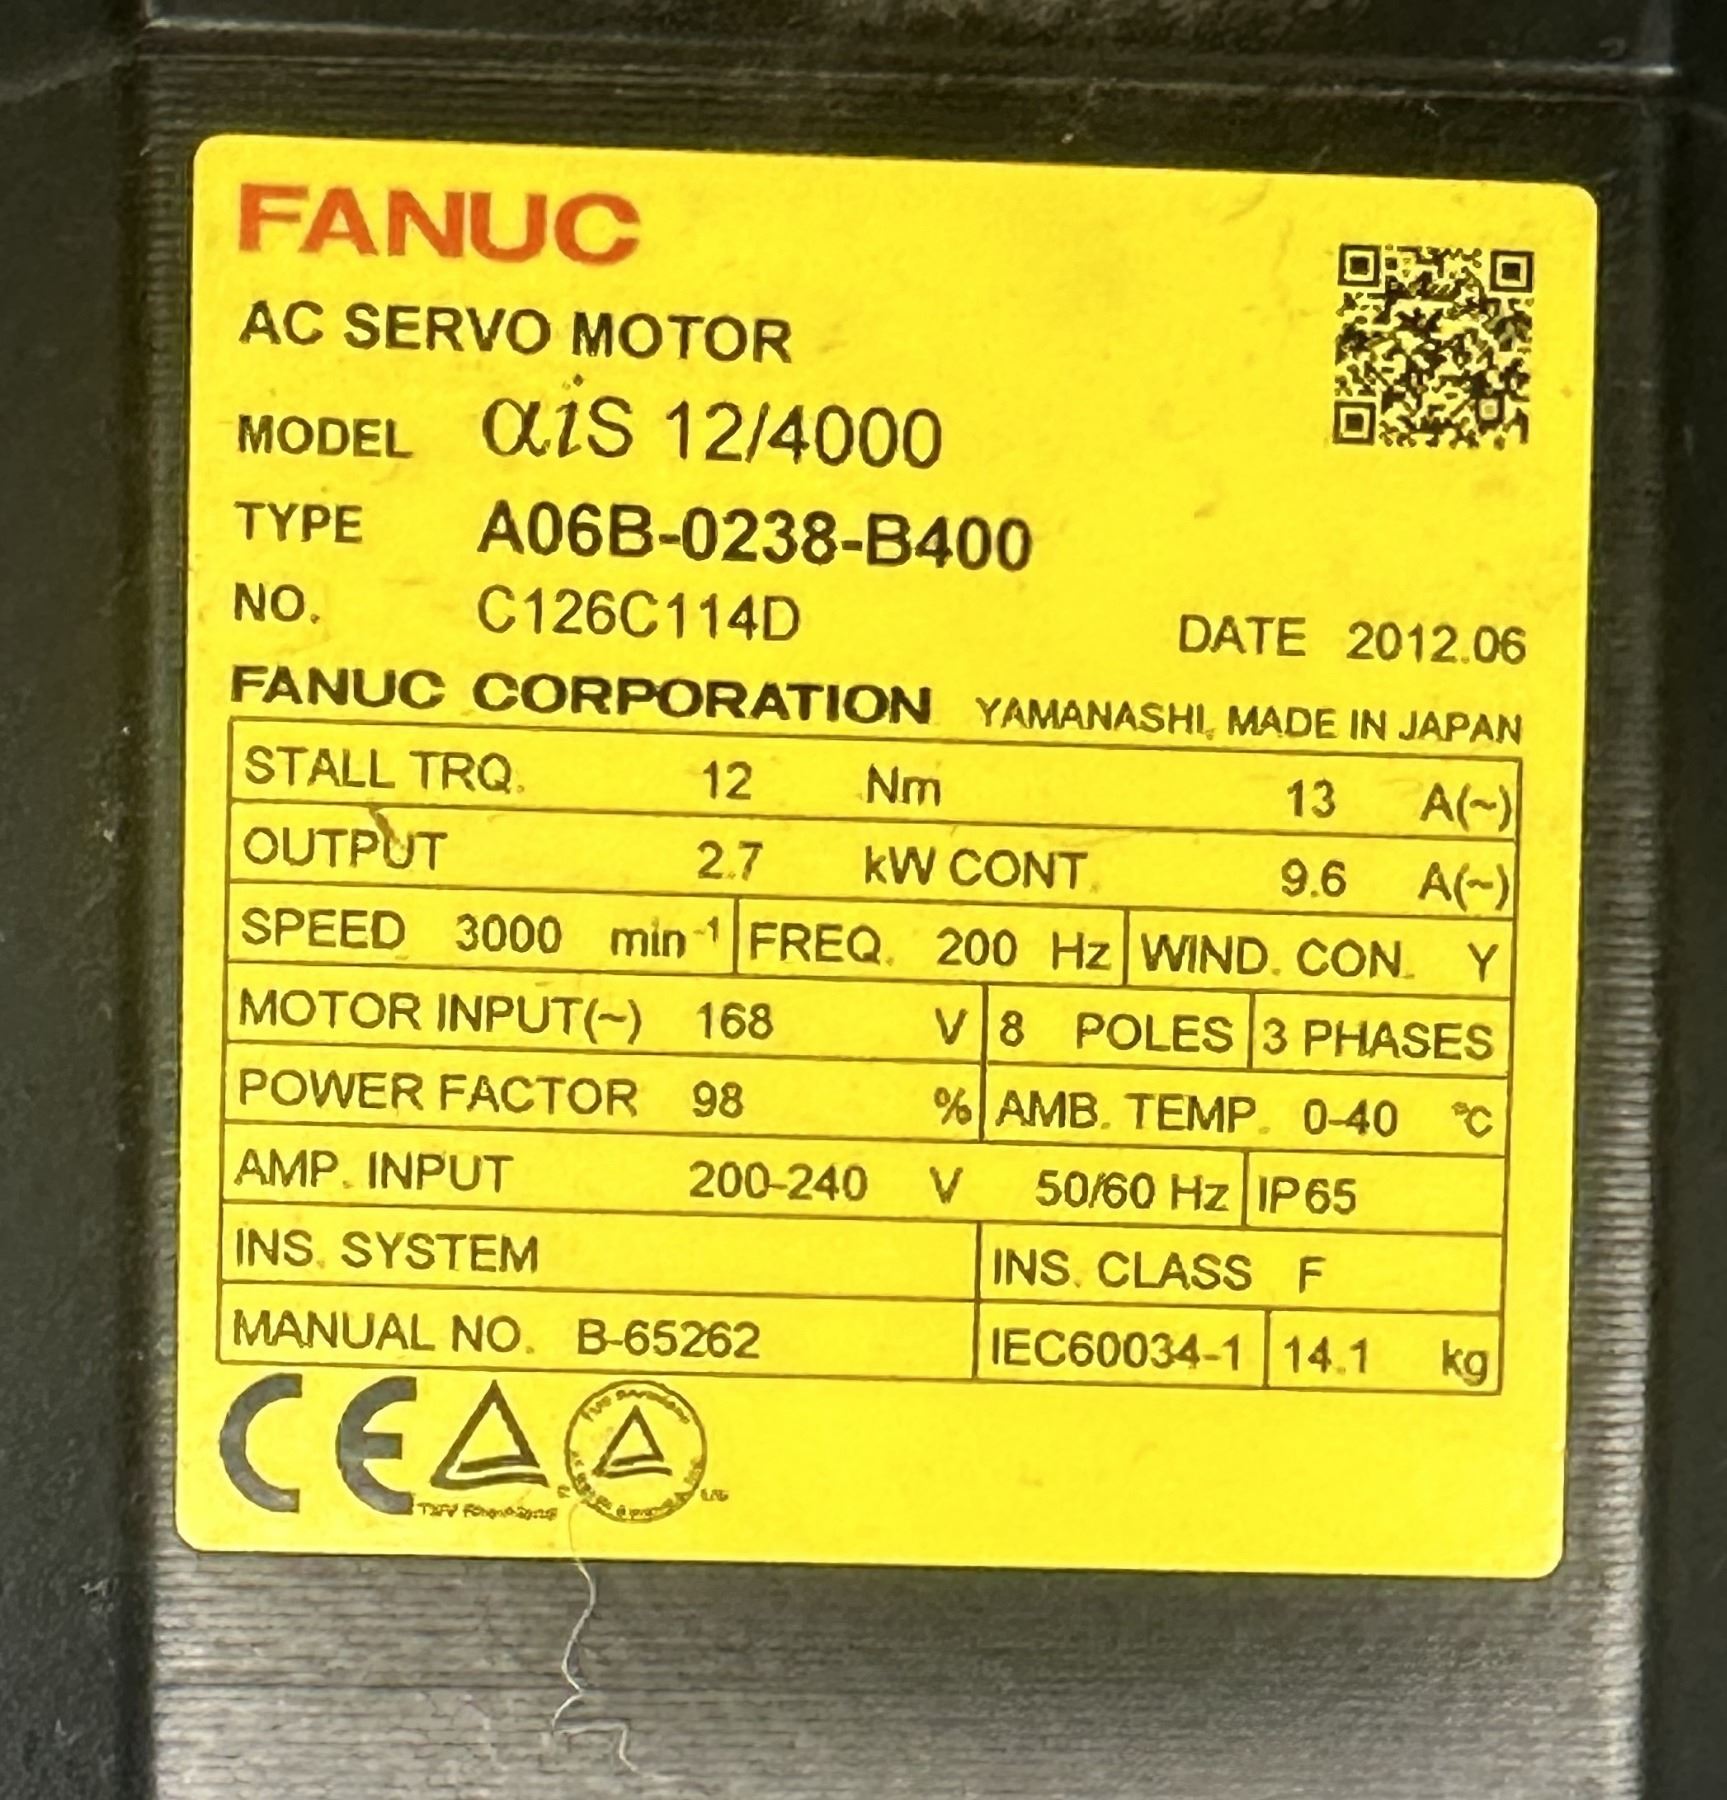 FANUC
AC SERVO MOTOR
MODEL αiS 12/4000
TYPE A06B-0238-B400
NO. C126C114D DATE 2012.06
FANUC CORPORATION YAMANASHI, MADE IN JAPAN
STALL TRQ. 12 Nm 13 A(~)
OUTPUT 2.7 kW CONT. 9.6 A(~)
SPEED 3000 min⁻¹ FREQ. 200 Hz WIND. CON. Y
MOTOR INPUT(~) 168 V 8 POLES 3 PHASES
POWER FACTOR 98 % AMB. TEMP. 0-40 ℃
AMP. INPUT 200-240 V 50/60 Hz IP65
INS. SYSTEM INS. CLASS F
MANUAL NO. B-65262 IEC60034-1 14.1 kg
CE